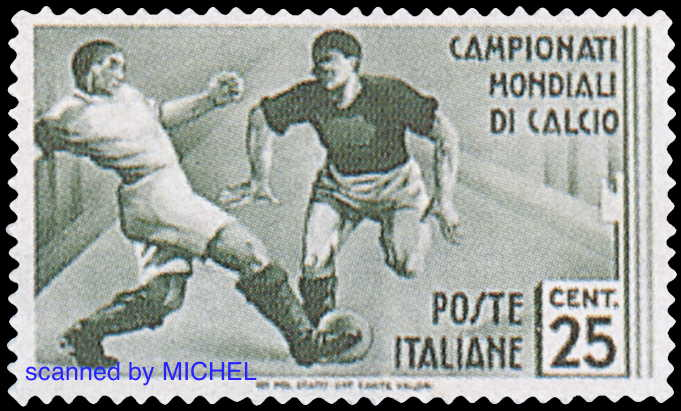 CAMPIONATI
MONDIALI
DI CALCIO
POSTE
ITALIANE
CENT.
25
scanned by MICHEL